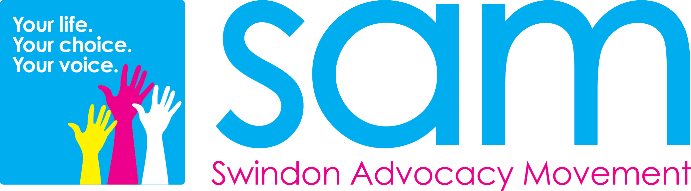 Your life.
Your choice.
Your voice.
sam
Swindon Advocacy Movement